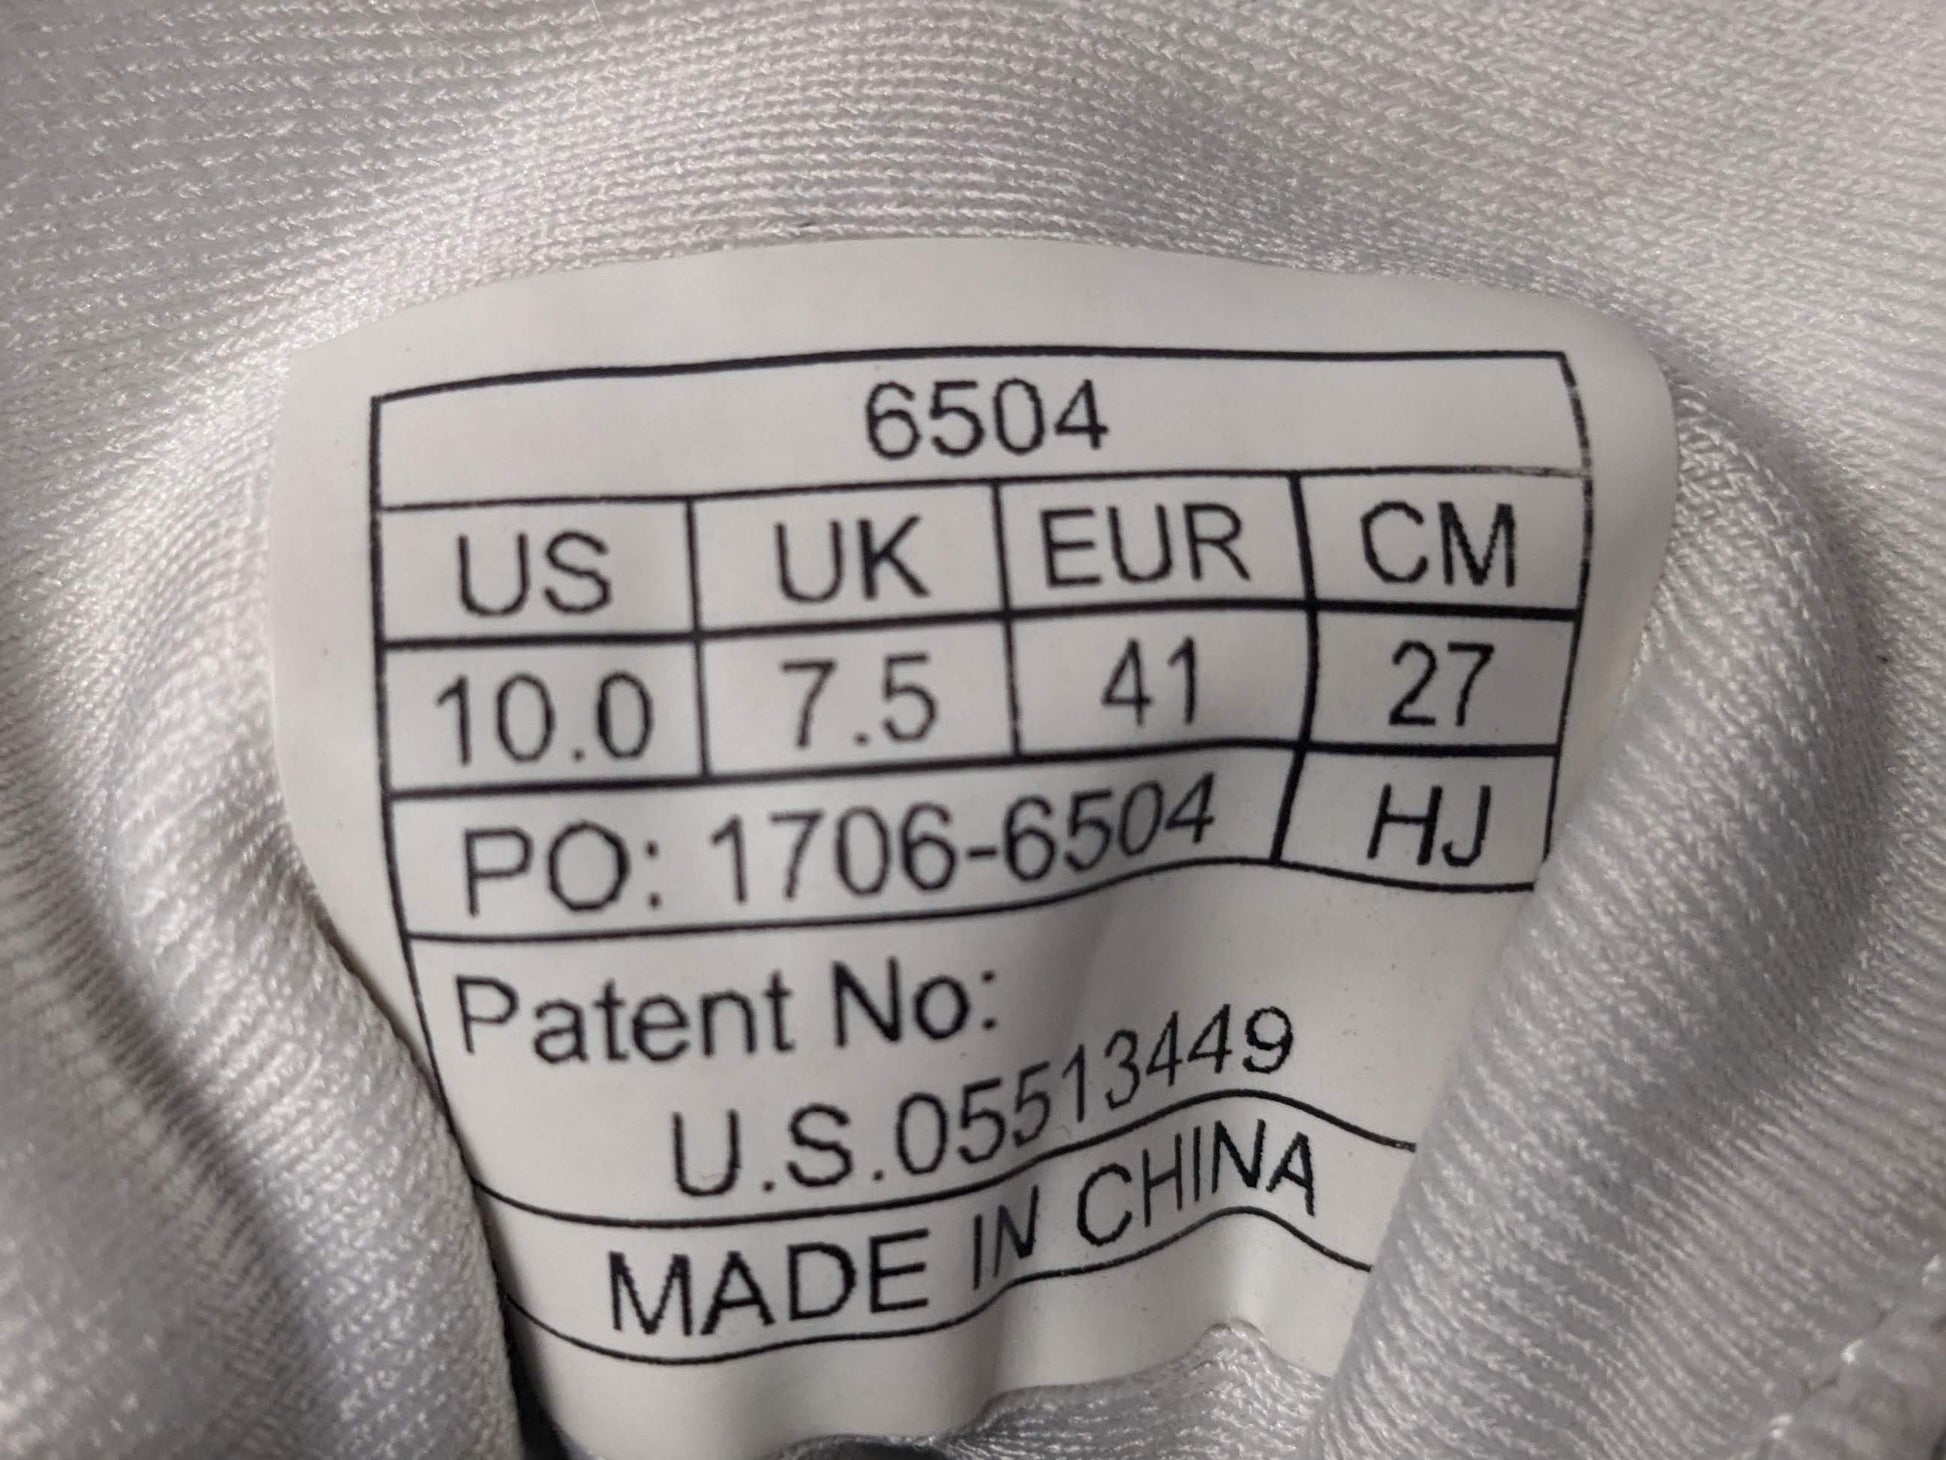 6504
US UK EUR CM
10.0 7.5 41 27
PO: 1706-6504 HJ
Patent No:
U.S.05513449
MADE IN CHINA